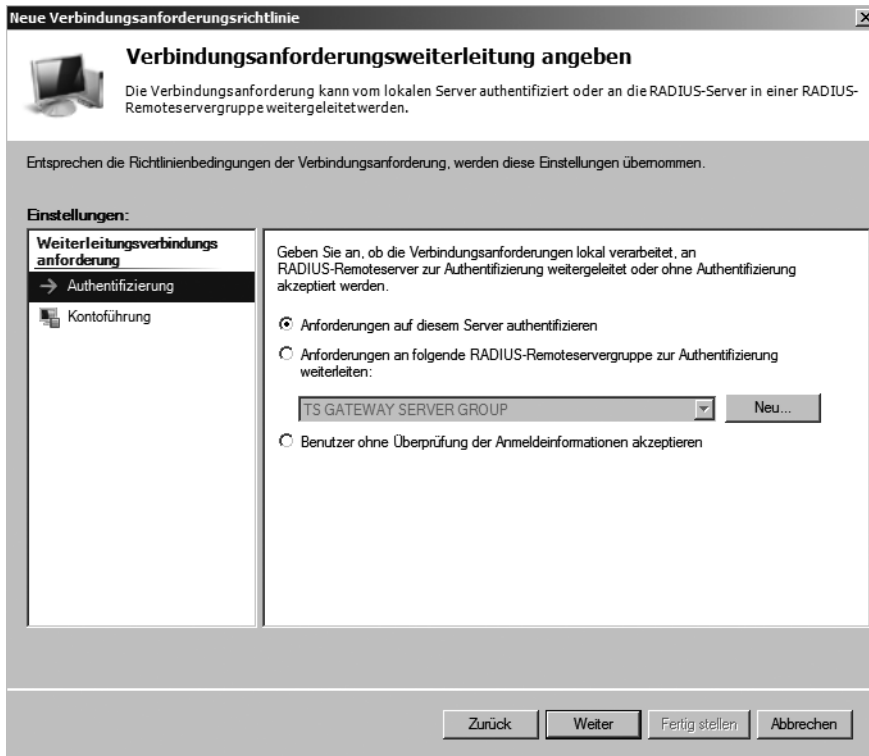 Neue Verbindungsanforderungsrichtlinie
Verbindungsanforderungsweiterleitung angeben
Die Verbindungsanforderung kann vom lokalen Server authentifiziert oder an die RADIUS-Server in einer RADIUS-
Remoteservergruppe weitergeleitetwerden.
Entsprechen die Richtlinienbedingungen der Verbindungsanforderung, werden diese Einstellungen übernommen.
Einstellungen:
Weiterleitungsverbindungs
anforderung
Authentifizierung
Kontoführung
Geben Sie an, ob die Verbindungsanforderungen lokal verarbeitet, an
RADIUS-Remoteserver zur Authentifizierung weitergeleitet oder ohne Authentifizierung
akzeptiert werden.
Anforderungen auf diesem Server authentifizieren
Anforderungen an folgende RADIUS-Remoteservergruppe zur Authentifizierung
weiterleiten:
TS GATEWAY SERVER GROUP
Neu...
Benutzer ohne Überprüfung der Anmeldeinformationen akzeptieren
Zurück
Weiter
Fertig stellen
Abbrechen